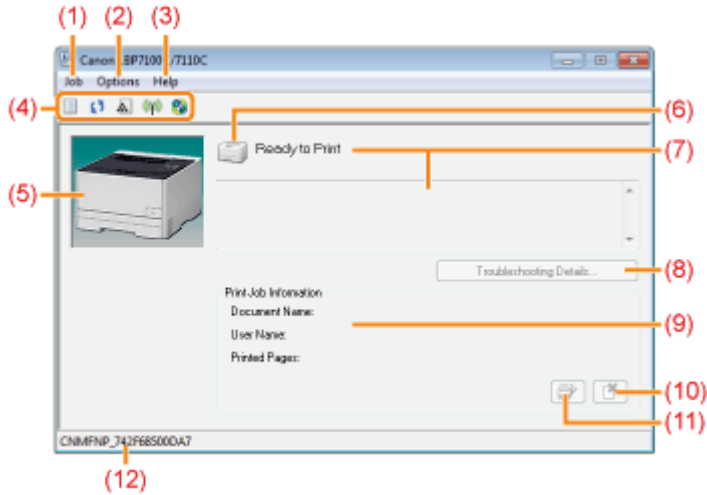 (1) (2) (3)
Canon LBP7100C/7110C
Job Options Help
(4)
(6)
Ready to Print
(7)
(5)
Troubleshooting Details...
(8)
Print Job Information
Document Name:
(9)
User Name:
Printed Pages:
(10)
(11)
CNMFNP_742F68500DA7
(12)